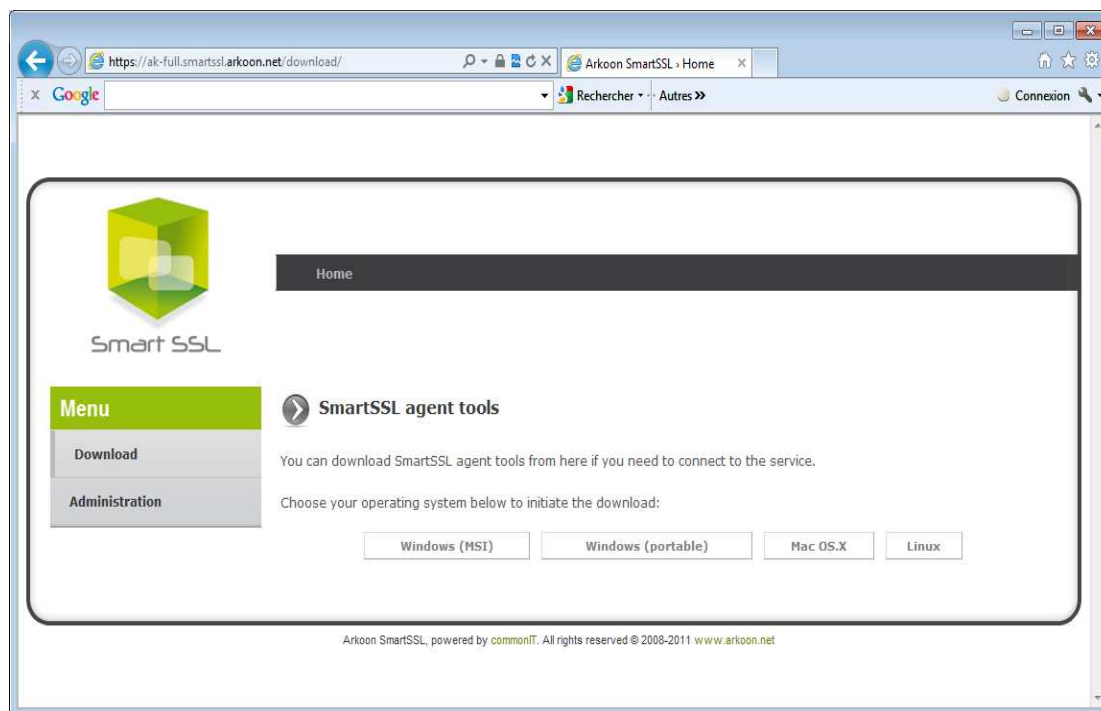 https://ak-full.smartssl.arkoon.net/download/
Arkoon SmartSSL › Home
Google
Rechercher
Autres »
Connexion
Smart SSL
Home
Menu
Download
Administration
SmartSSL agent tools
You can download SmartSSL agent tools from here if you need to connect to the service.
Choose your operating system below to initiate the download:
Windows (MSI)
Windows (portable)
Mac OS.X
Linux
Arkoon SmartSSL, powered by commonIT. All rights reserved © 2008-2011 www.arkoon.net